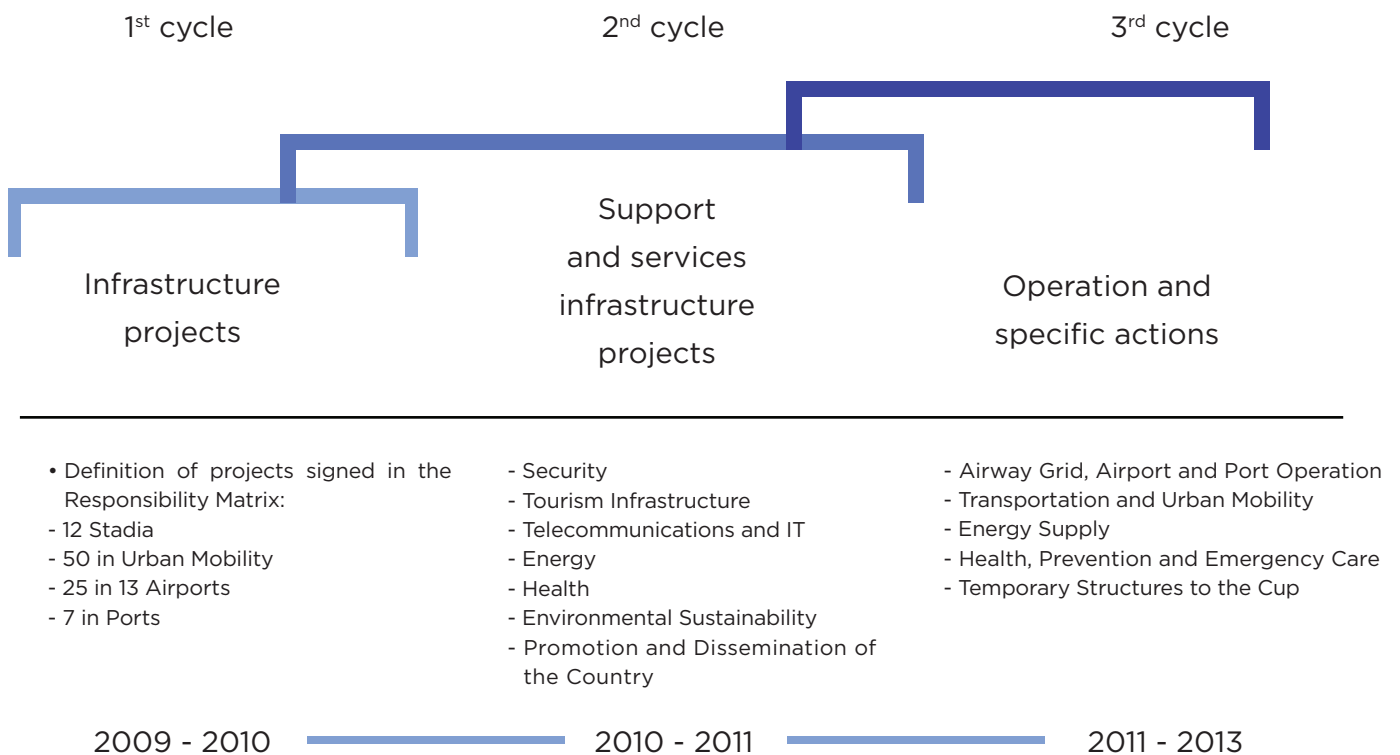 1st cycle
2nd cycle
3rd cycle
Infrastructure
projects
Support
and services
infrastructure
projects
Operation and
specific actions
• Definition of projects signed in the
Responsibility Matrix:
- 12 Stadia
- 50 in Urban Mobility
- 25 in 13 Airports
- 7 in Ports
- Security
- Tourism Infrastructure
- Telecommunications and IT
- Energy
- Health
- Environmental Sustainability
- Promotion and Dissemination of
the Country
- Airway Grid, Airport and Port Operation
- Transportation and Urban Mobility
- Energy Supply
- Health, Prevention and Emergency Care
- Temporary Structures to the Cup
2009 - 2010
2010 - 2011
2011 - 2013